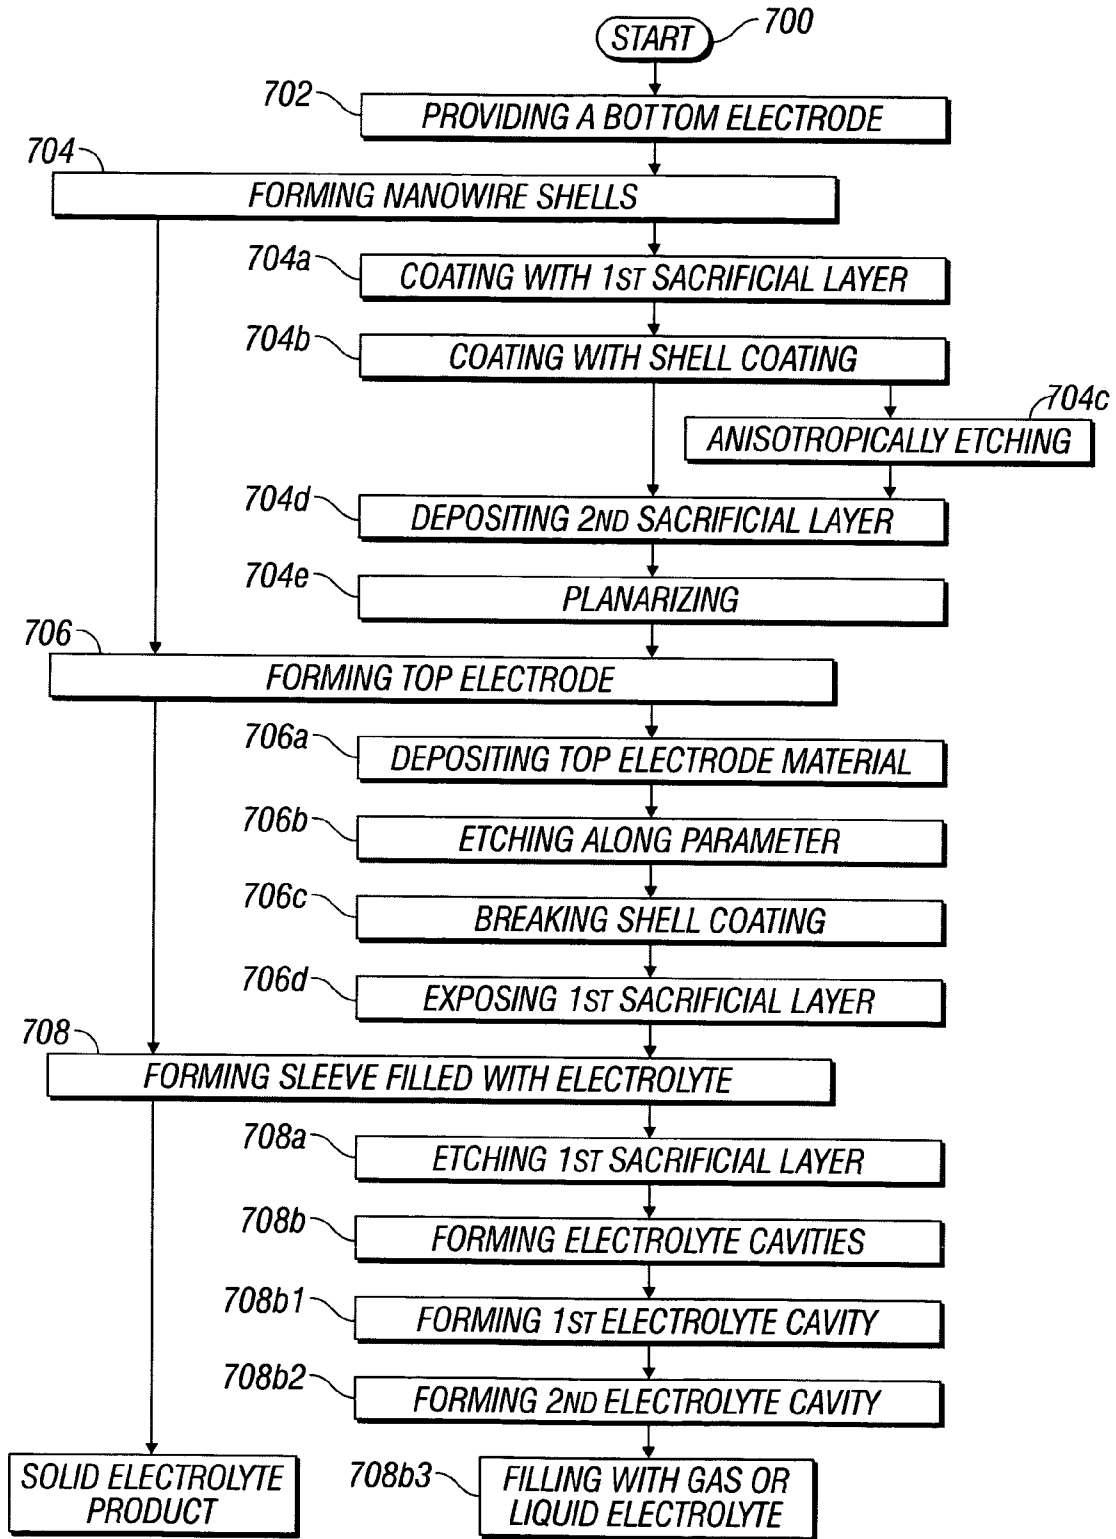 START
700
702
PROVIDING A BOTTOM ELECTRODE
704
FORMING NANOWIRE SHELLS
704a
COATING WITH 1ST SACRIFICIAL LAYER
704b
COATING WITH SHELL COATING
704c
ANISOTROPICALLY ETCHING
704d
DEPOSITING 2ND SACRIFICIAL LAYER
704e
PLANARIZING
706
FORMING TOP ELECTRODE
706a
DEPOSITING TOP ELECTRODE MATERIAL
706b
ETCHING ALONG PARAMETER
706c
BREAKING SHELL COATING
706d
EXPOSING 1ST SACRIFICIAL LAYER
708
FORMING SLEEVE FILLED WITH ELECTROLYTE
708a
ETCHING 1ST SACRIFICIAL LAYER
708b
FORMING ELECTROLYTE CAVITIES
708b1
FORMING 1ST ELECTROLYTE CAVITY
708b2
FORMING 2ND ELECTROLYTE CAVITY
SOLID ELECTROLYTE
PRODUCT
708b3
FILLING WITH GAS OR
LIQUID ELECTROLYTE